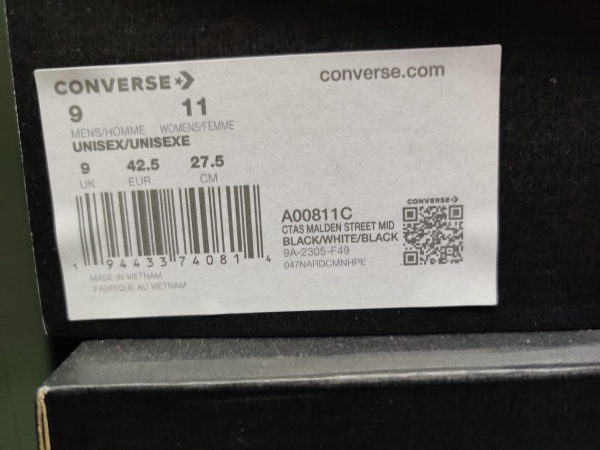 CONVERSE
converse.com
9 11
MENS/HOMME WOMENS/FEMME
UNISEX/UNISEXE
9 42.5 27.5
UK EUR CM
1 94433 74081 4
MADE IN VIETNAM
FABRIQUE AU VIETNAM
A00811C
CTAS MALDEN STREET MID
BLACK/WHITE/BLACK
9A-2305-F49
047NARDCMNHPE
CONVERSE